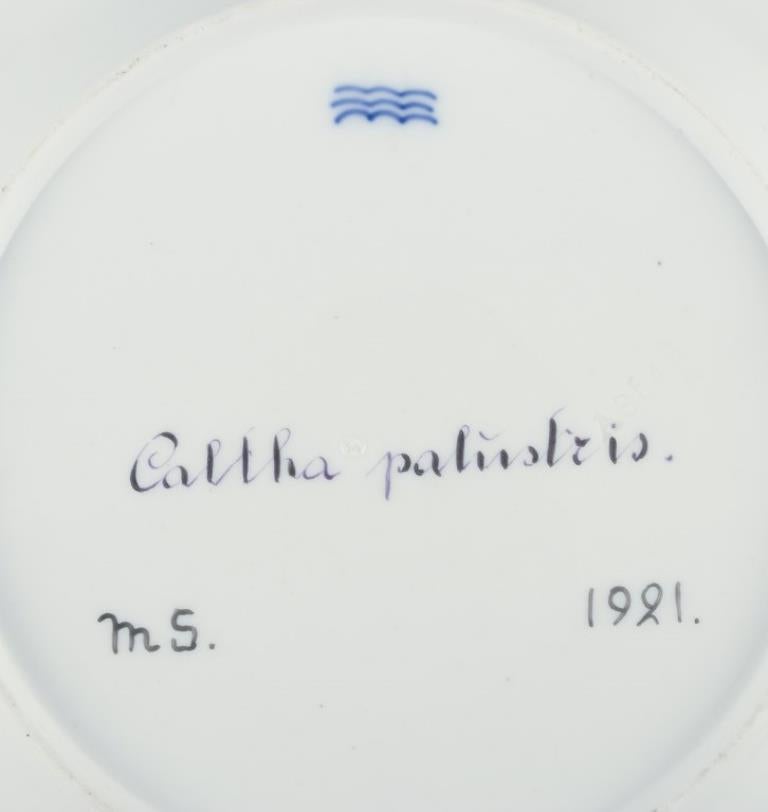 Caltha palustris.
m S.
1921.